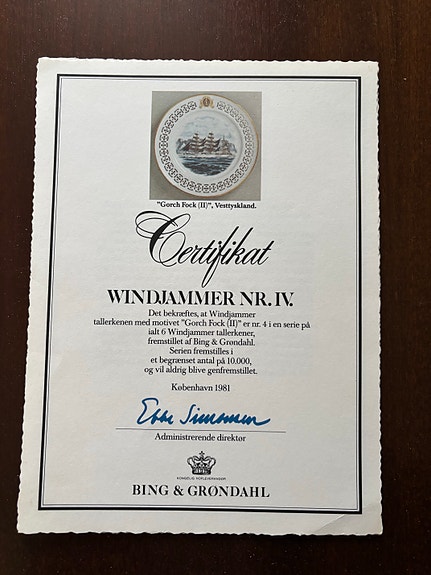 "Gorch Fock (II)", Vesttyskland.
Certifikat
WINDJAMMER NR. IV.
Det bekræftes, at Windjammer
tallerkenen med motivet "Gorch Fock (II)" er nr. 4 i en serie på
ialt 6 Windjammer tallerkener,
fremstillet af Bing & Grøndahl.
Serien fremstilles i
et begrænset antal på 10.000,
og vil aldrig blive genfremstillet.
København 1981
Ebbe Simonsen
Administrerende direktør
KONGELIG HOFLEVERANDØR
BING & GRØNDAHL